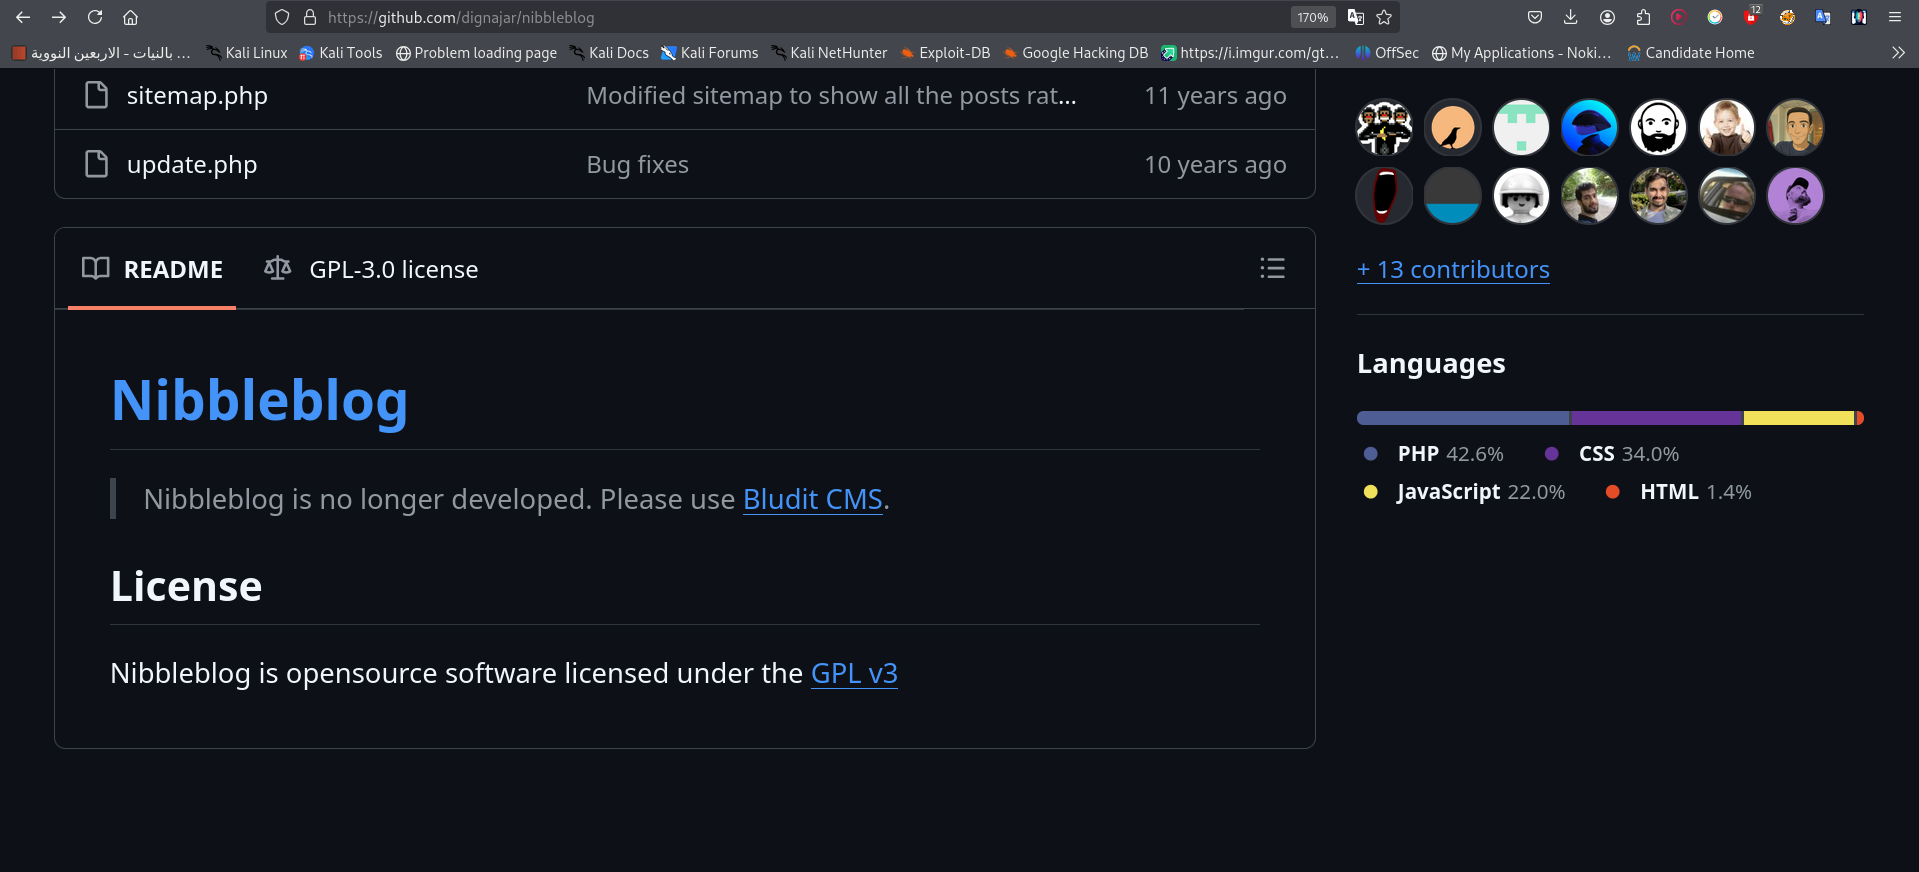 https://github.com/dignajar/nibbleblog
170%
12
بالنيات - الاربعين النووية ...
Kali Linux
Kali Tools
Problem loading page
Kali Docs
Kali Forums
Kali NetHunter
Exploit-DB
Google Hacking DB
https://i.imgur.com/gt...
OffSec
My Applications - Noki...
Candidate Home
sitemap.php
Modified sitemap to show all the posts rat...
11 years ago
update.php
Bug fixes
10 years ago
+ 13 contributors
README
GPL-3.0 license
Languages
PHP 42.6%
CSS 34.0%
JavaScript 22.0%
HTML 1.4%
Nibbleblog
Nibbleblog is no longer developed. Please use Bludit CMS.
License
Nibbleblog is opensource software licensed under the GPL v3